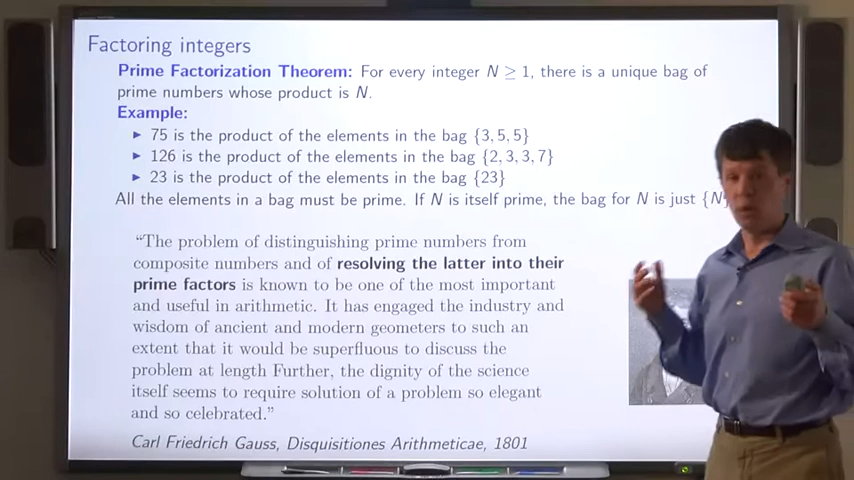 Factoring integers
Prime Factorization Theorem: For every integer N ≥ 1, there is a unique bag of
prime numbers whose product is N.
Example:
▶ 75 is the product of the elements in the bag {3, 5, 5}
▶ 126 is the product of the elements in the bag {2, 3, 3, 7}
▶ 23 is the product of the elements in the bag {23}
All the elements in a bag must be prime. If N is itself prime, the bag for N is just {N}
“The problem of distinguishing prime numbers from
composite numbers and of resolving the latter into their
prime factors is known to be one of the most important
and useful in arithmetic. It has engaged the industry and
wisdom of ancient and modern geometers to such an
extent that it would be superfluous to discuss the
problem at length Further, the dignity of the science
itself seems to require solution of a problem so elegant
and so celebrated.”
Carl Friedrich Gauss, Disquisitiones Arithmeticae, 1801